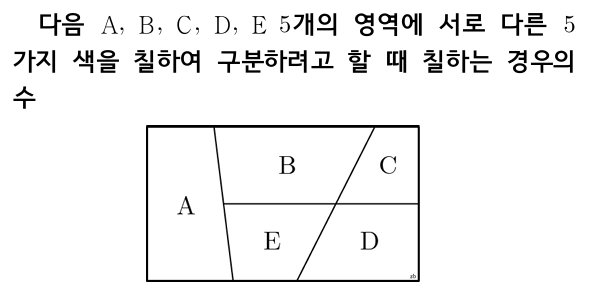 다음 A, B, C, D, E 5개의 영역에 서로 다른 5
가지 색을 칠하여 구분하려고 할 때 칠하는 경우의
수
B
C
A
E
D
ab